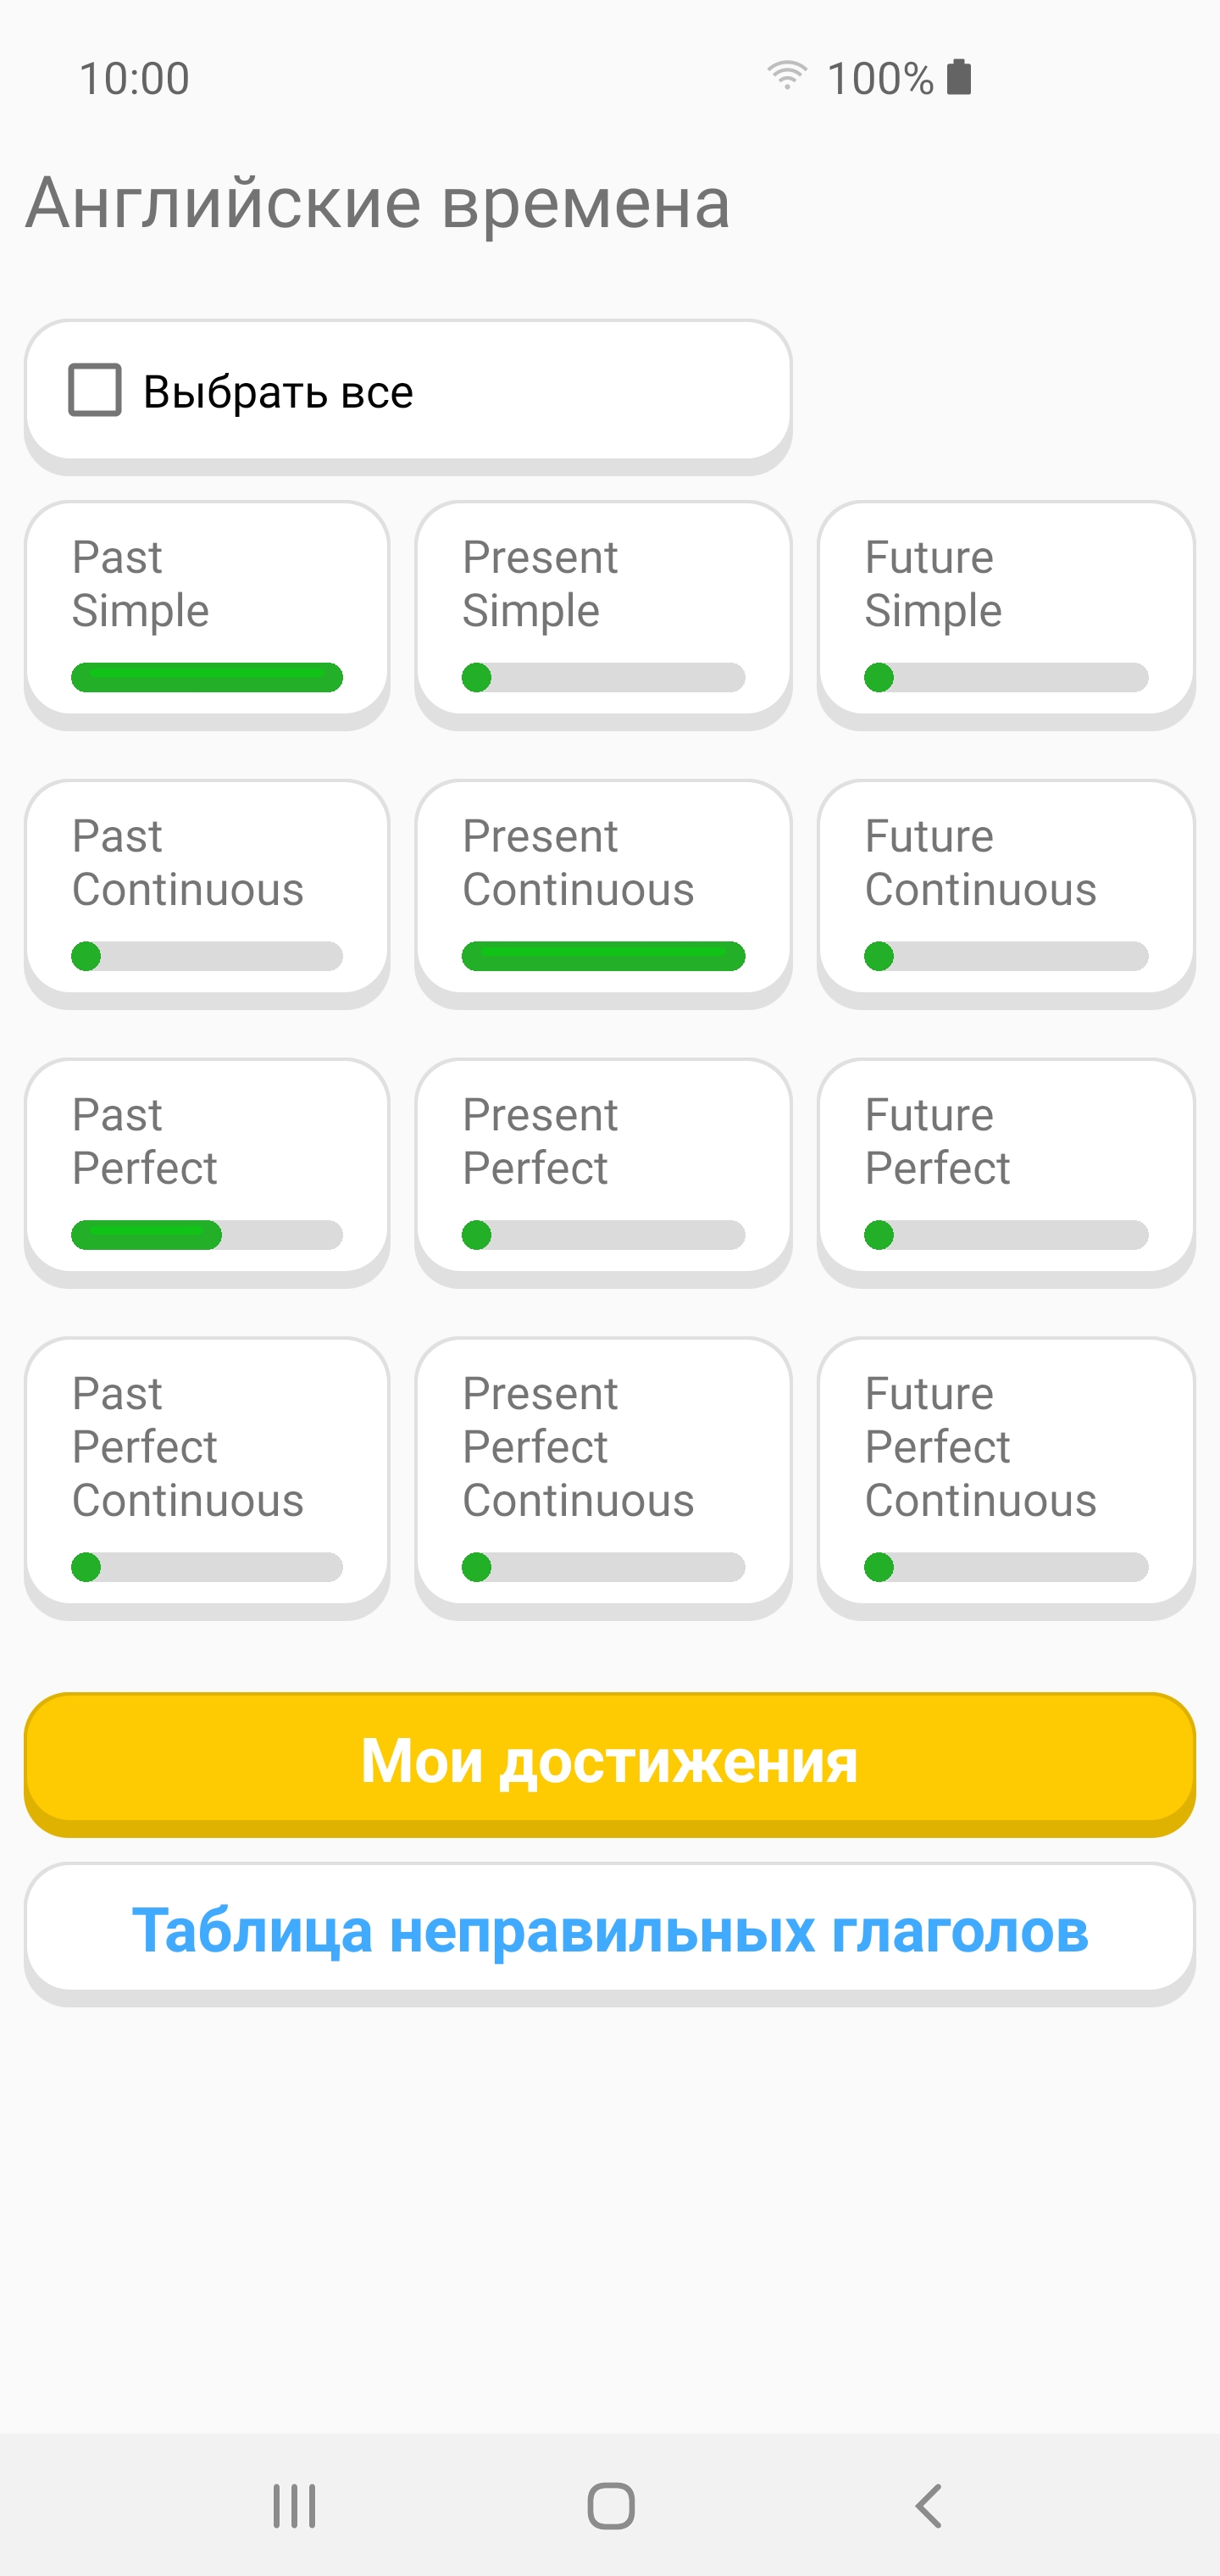 10:00
100%
Английские времена
Выбрать все
Past
Simple
Present
Simple
Future
Simple
Past
Continuous
Present
Continuous
Future
Continuous
Past
Perfect
Present
Perfect
Future
Perfect
Past
Perfect
Continuous
Present
Perfect
Continuous
Future
Perfect
Continuous
Мои достижения
Таблица неправильных глаголов